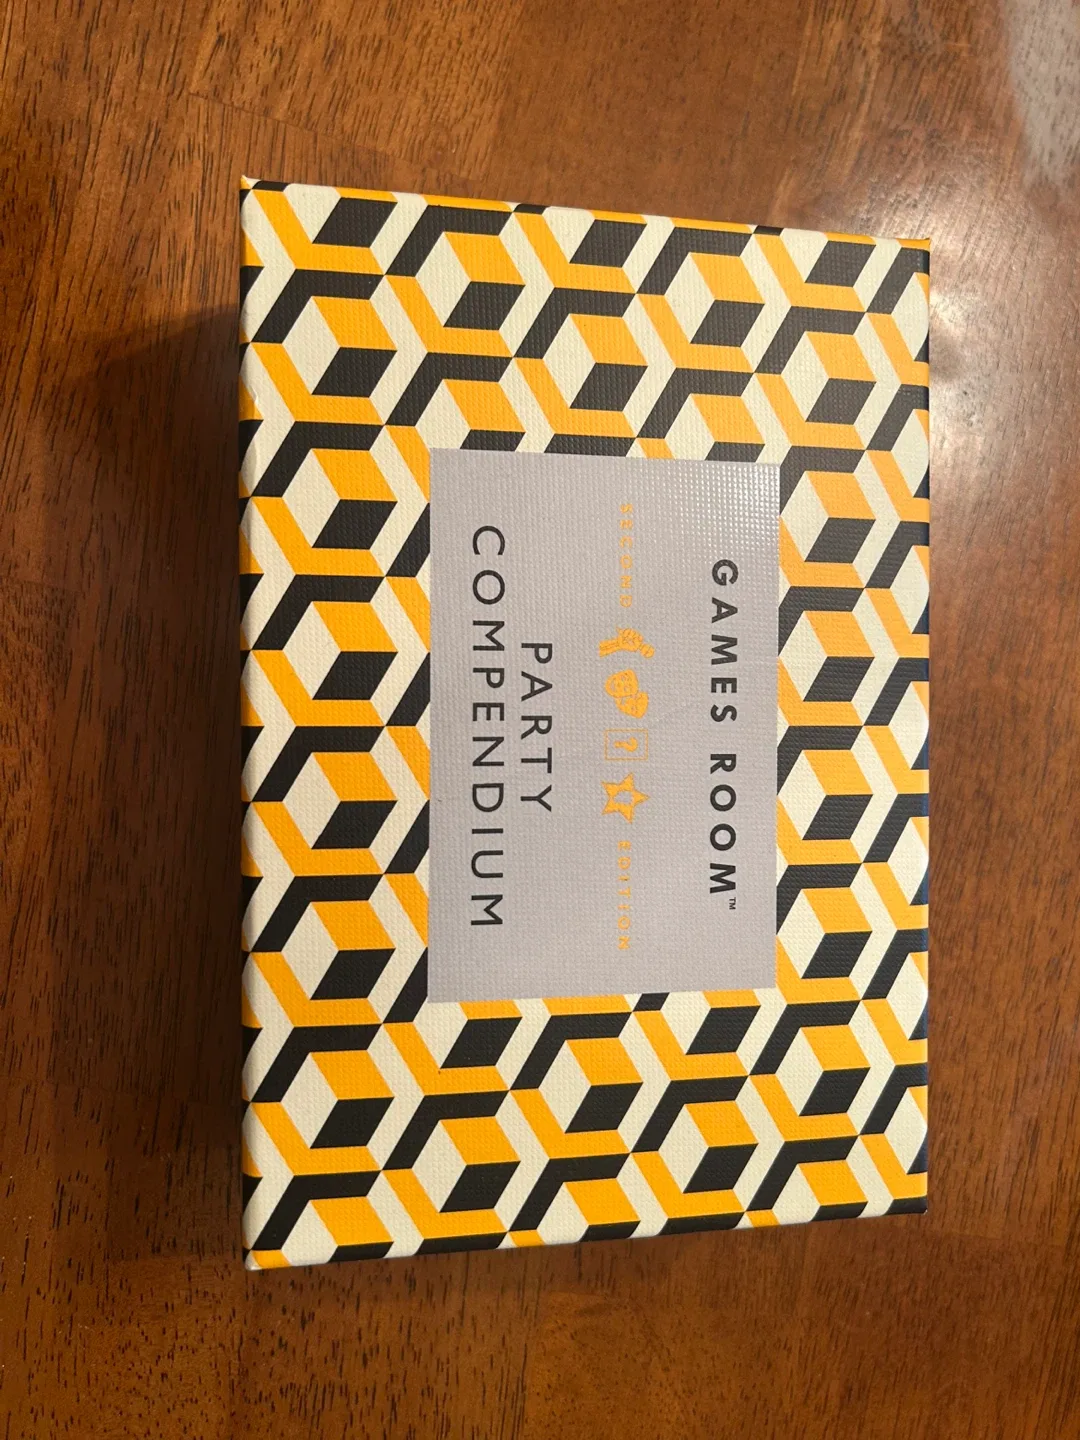 GAMES ROOM™
SECOND ? EDITION
PARTY
COMPENDIUM